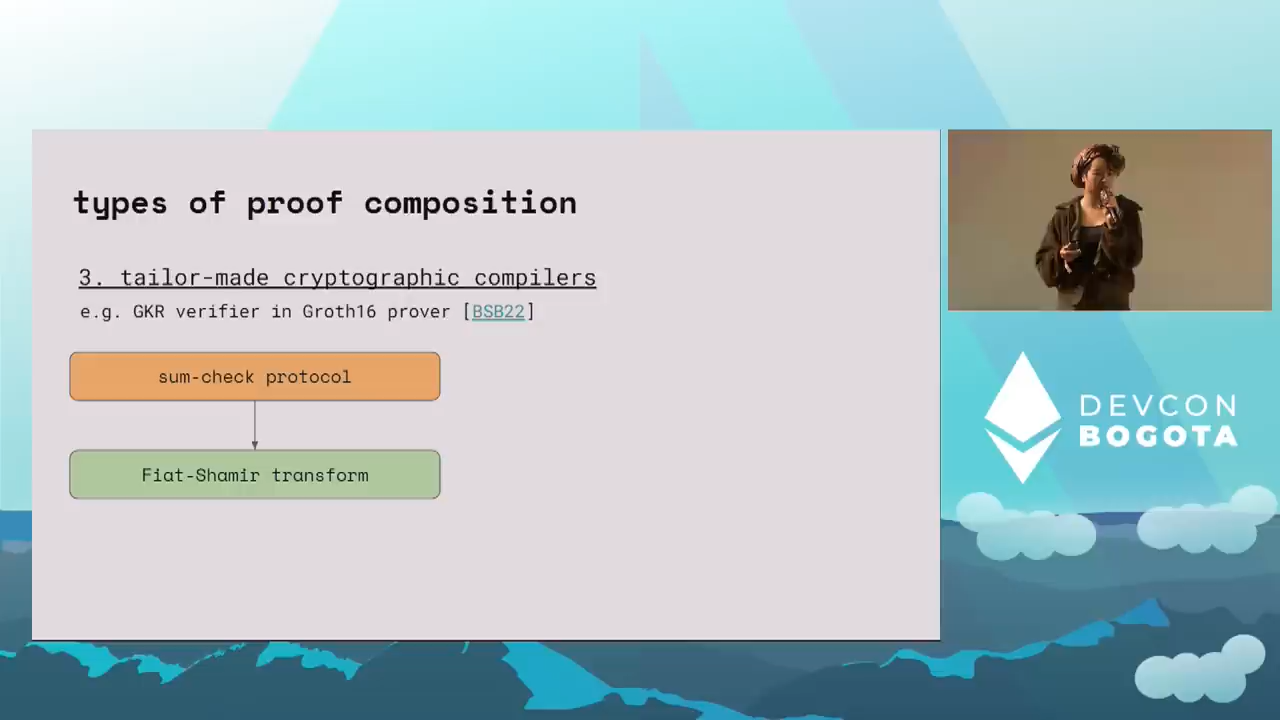 types of proof composition
3. tailor-made cryptographic compilers
e.g. GKR verifier in Groth16 prover [BSB22]
sum-check protocol
Fiat-Shamir transform
DEVCON
BOGOTA